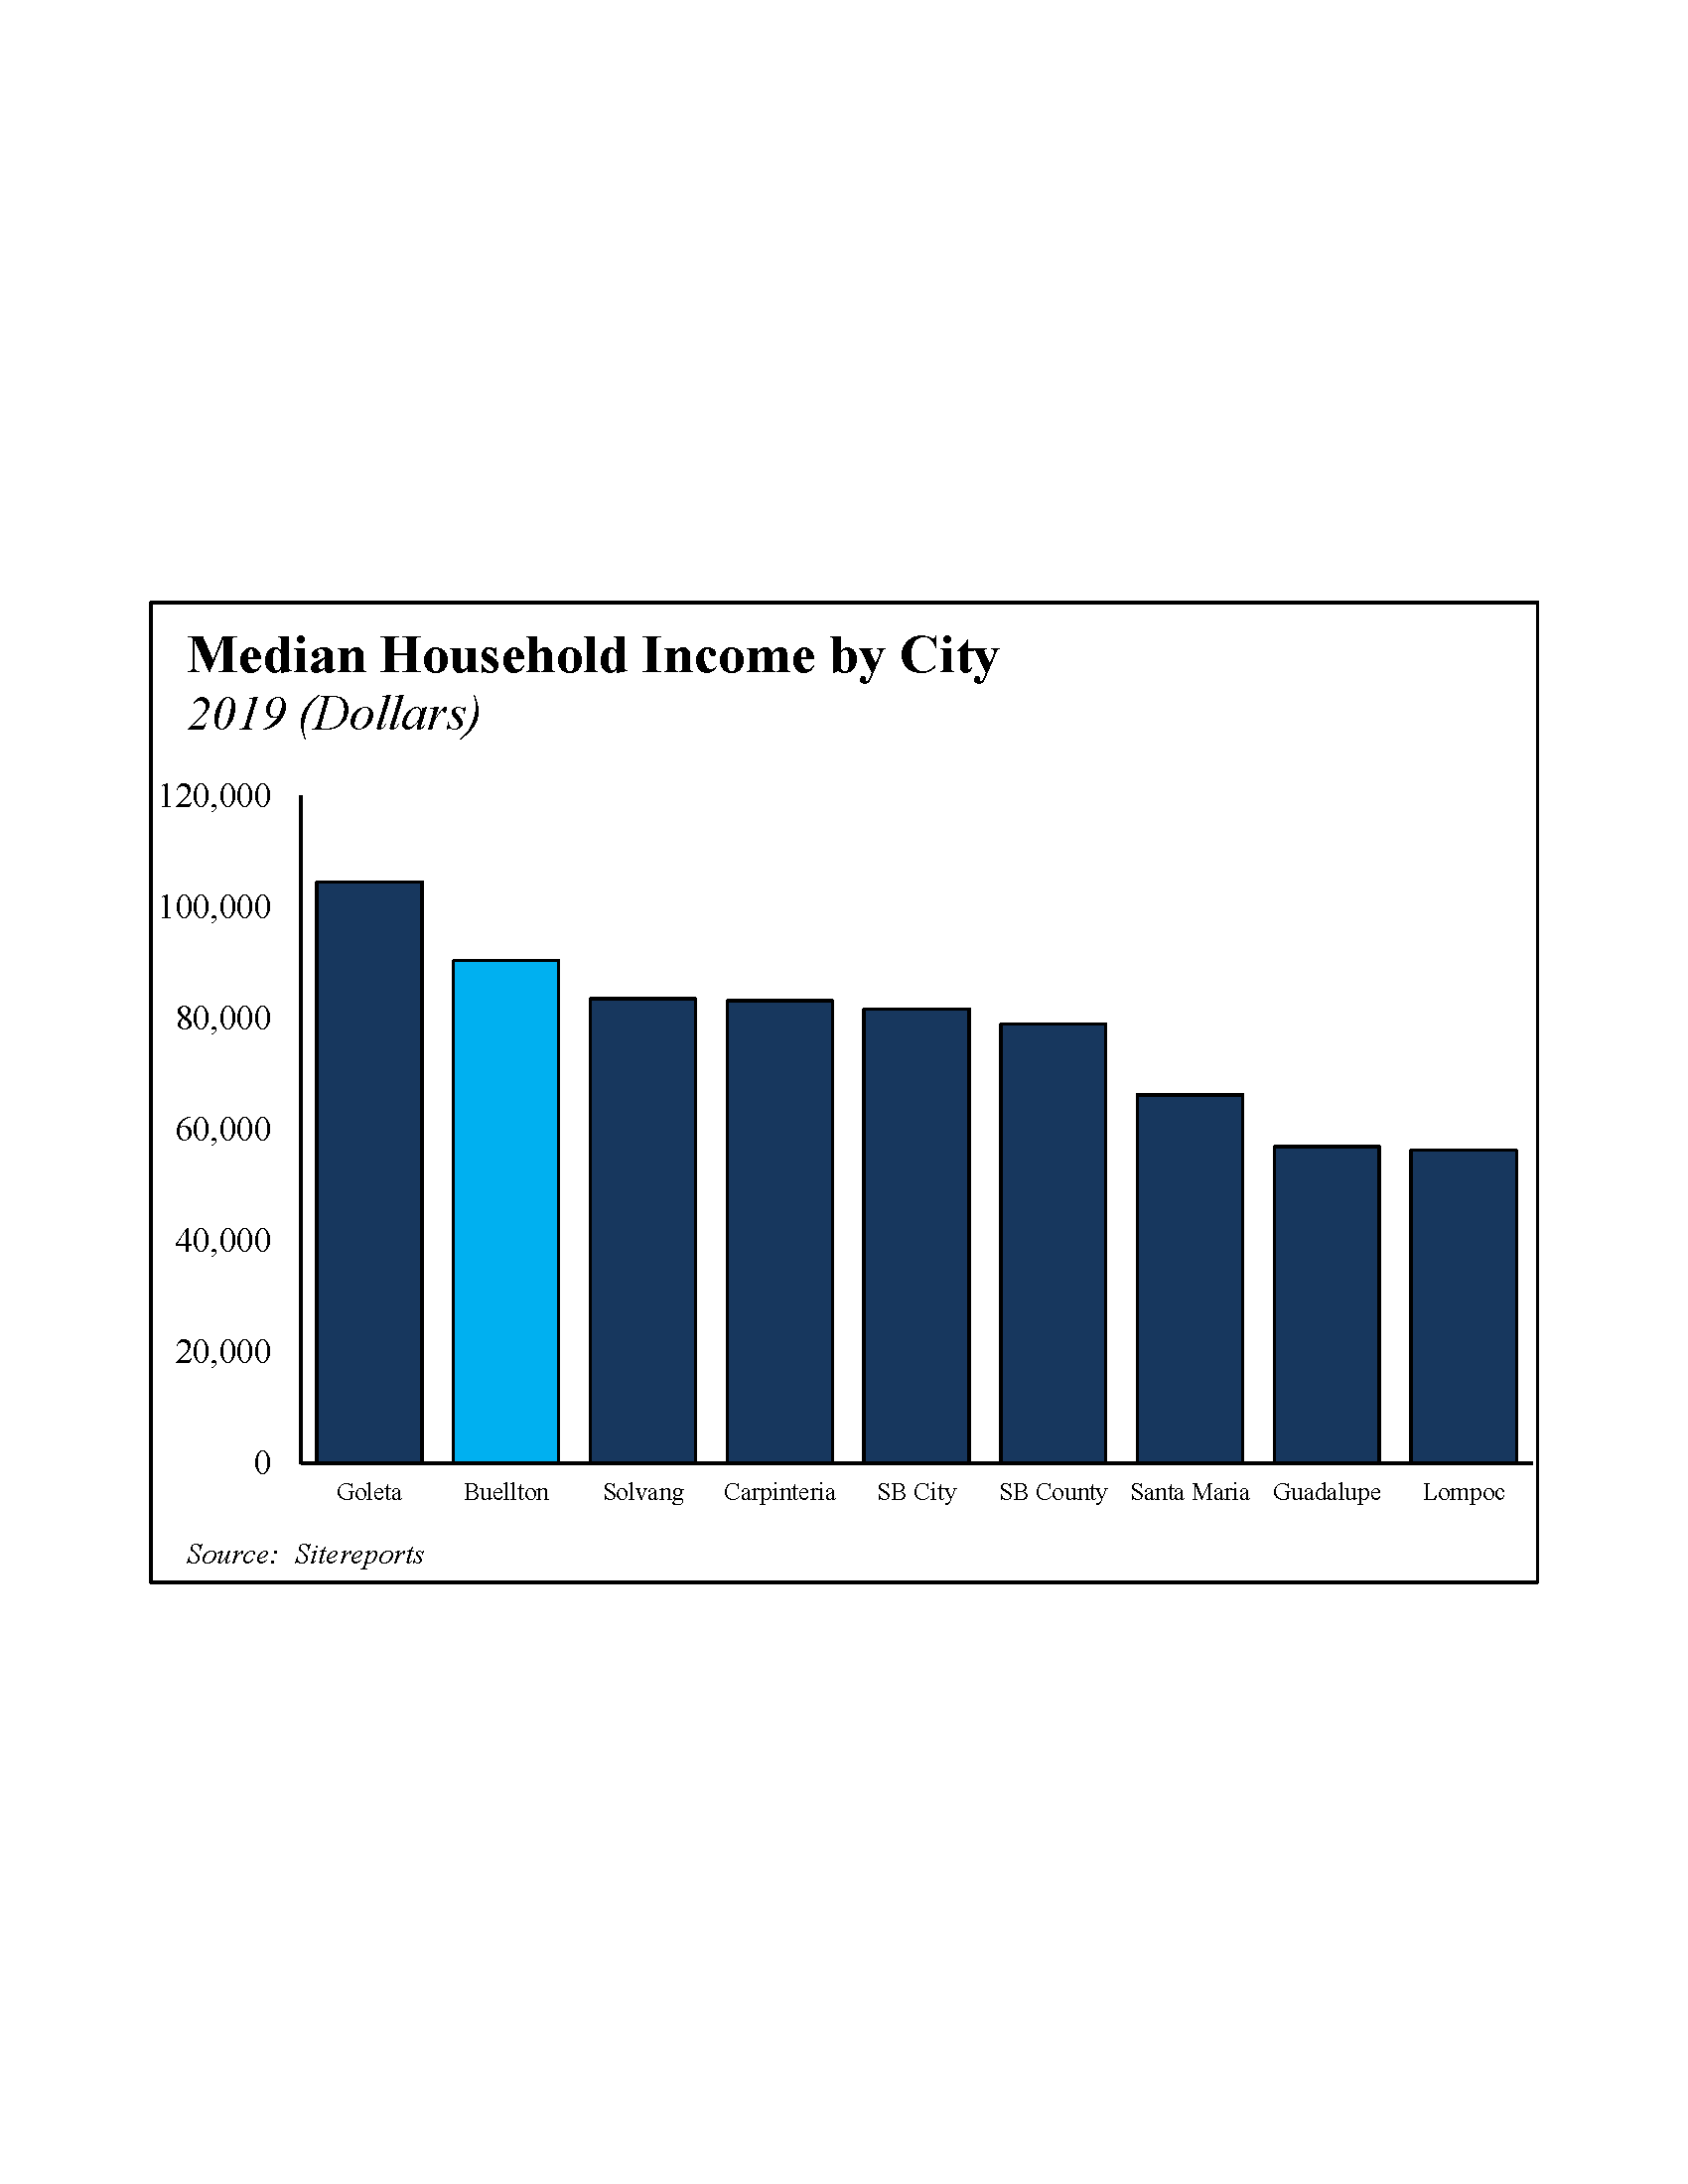 Median Household Income by City
2019 (Dollars)
120,000
100,000
80,000
60,000
40,000
20,000
0
Goleta Buellton Solvang Carpinteria SB City SB County Santa Maria Guadalupe Lompoc
Source: Sitereports